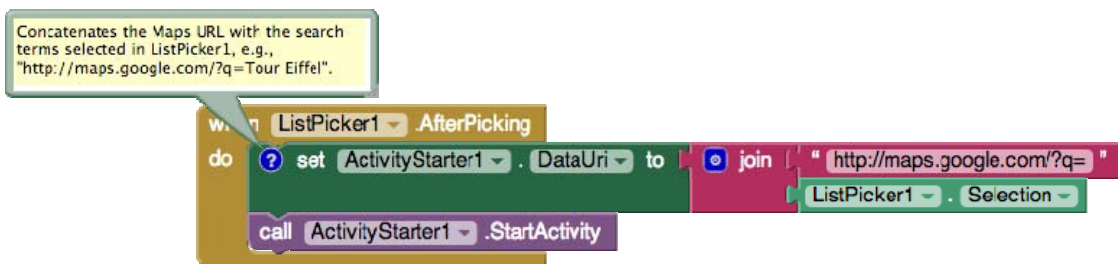 Concatenates the Maps URL with the search
terms selected in ListPicker1, e.g.,
"http://maps.google.com/?q=Tour Eiffel".
ListPicker1 .AfterPicking
do ? set ActivityStarter1 . DataUri to join " http://maps.google.com/?q= "
ListPicker1 . Selection
call ActivityStarter1 .StartActivity